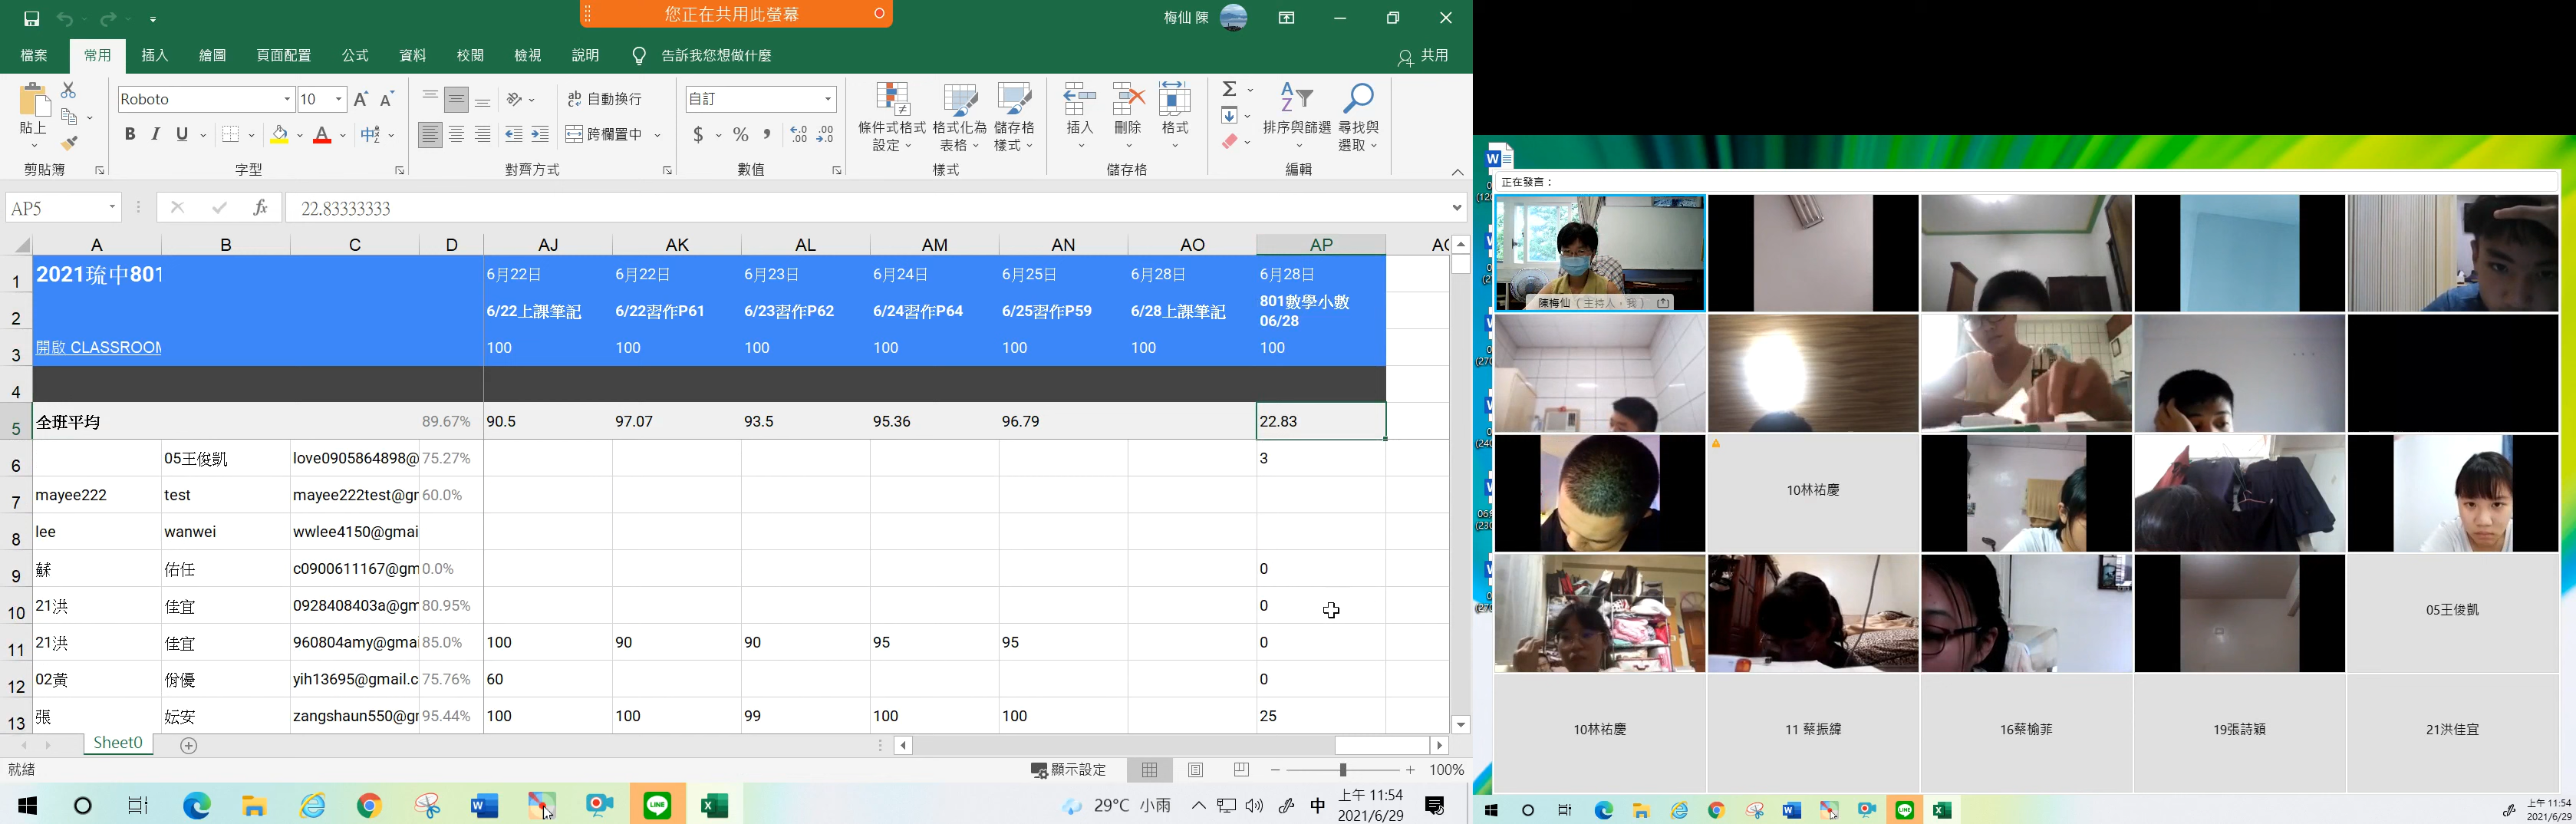 您正在共用此螢幕
梅仙 陳
檔案 常用 插入 繪圖 頁面配置 公式 資料 校閱 檢視 說明 告訴我您想做什麼 共用
貼上 Roboto 10 自動換行 自訂 條件式格式 設定 格式化為 表格 儲存格 樣式 插入 刪除 格式 排序與篩選 尋找與 選取
B I U 跨欄置中 $ %
剪貼簿 字型 對齊方式 數值 樣式 儲存格 編輯
AP5 fx 22.83333333
A B C D AJ AK AL AM AN AO AP
1 2021琉中801 6月22日 6月22日 6月23日 6月24日 6月25日 6月28日 6月28日
2 6/22上課筆記 6/22習作P61 6/23習作P62 6/24習作P64 6/25習作P59 6/28上課筆記 801數學小數 06/28
3 開啟 CLASSROOM 100 100 100 100 100 100 100
4
5 全班平均 89.67% 90.5 97.07 93.5 95.36 96.79 22.83
6 05王俊凱 love0905864898@ 75.27% 3
7 mayee222 test mayee222test@gr 60.0%
8 lee wanwei wwlee4150@gmai
9 蘇 佑任 c0900611167@gm 0.0% 0
10 21洪 佳宜 0928408403a@gm 80.95% 0
11 21洪 佳宜 960804amy@gmai 85.0% 100 90 90 95 95 0
12 02黃 佾優 yih13695@gmail.c 75.76% 60 0
13 張 妘安 zangshaun550@gr 95.44% 100 100 99 100 100 25
Sheet0
就緒 顯示設定 100%
29°C 小雨 中 上午 11:54
2021/6/29
正在發言：
陳梅仙（主持人，我）
10林祐慶
05王俊凱
10林祐慶 11 蔡振緯 16蔡榆菲 19張詩穎 21洪佳宜
上午 11:54
2021/6/29